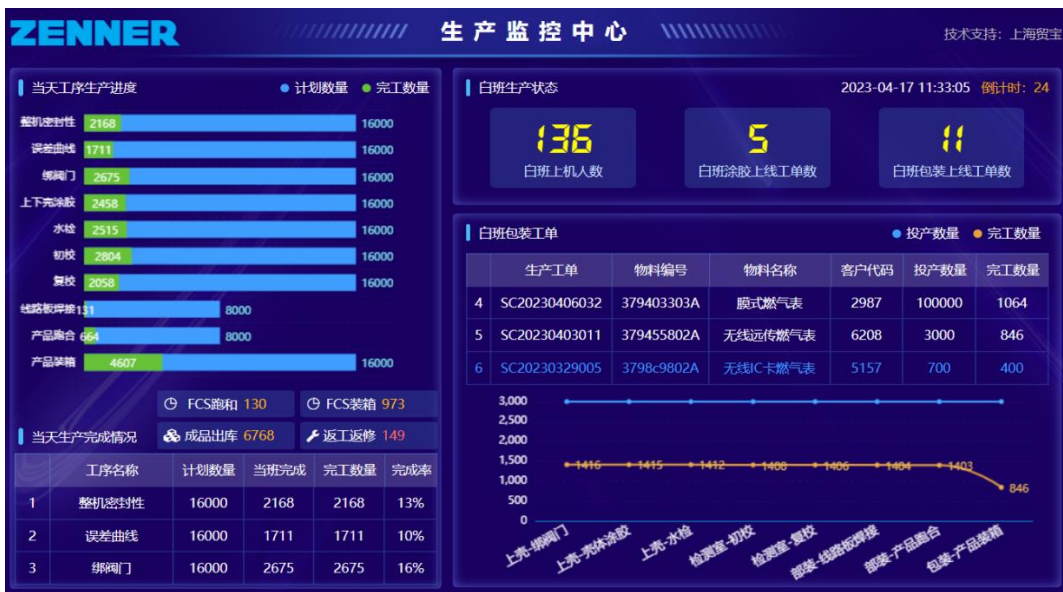 ZENNER
生产监控中心
技术支持：上海贸宝
当天工序生产进度
计划数量 完工数量
整机密封性 2168 16000
误差曲线 1711 16000
绑阀门 2675 16000
上下壳涂胶 2458 16000
水检 2515 16000
初校 2804 16000
复校 2058 16000
线路板焊接 131 8000
产品跑合 664 8000
产品装箱 4607 16000
FCS跑和 130 FCS装箱 973
当天生产完成情况 成品出库 6768 返工返修 149
工序名称 计划数量 当班完成 完工数量 完成率
1 整机密封性 16000 2168 2168 13%
2 误差曲线 16000 1711 1711 10%
3 绑阀门 16000 2675 2675 16%
白班生产状态 2023-04-17 11:33:05 倒计时：24
136 5 11
白班上机人数 白班涂胶上线工单数 白班包装上线工单数
白班包装工单 投产数量 完工数量
生产工单 物料编号 物料名称 客户代码 投产数量 完工数量
4 SC20230406032 379403303A 膜式燃气表 2987 100000 1064
5 SC20230403011 379455802A 无线远传燃气表 6208 3000 846
6 SC20230329005 3798c9802A 无线IC卡燃气表 5157 700 400
3,000
2,500
2,000
1,500 1416 1415 1412 1408 1406 1404 1403
1,000 846
500
0
上壳-绑阀门 上壳-壳体涂胶 上壳-水检 检测室-初校 检测室-复校 部装-线路板焊接 部装-产品跑合 包装-产品装箱